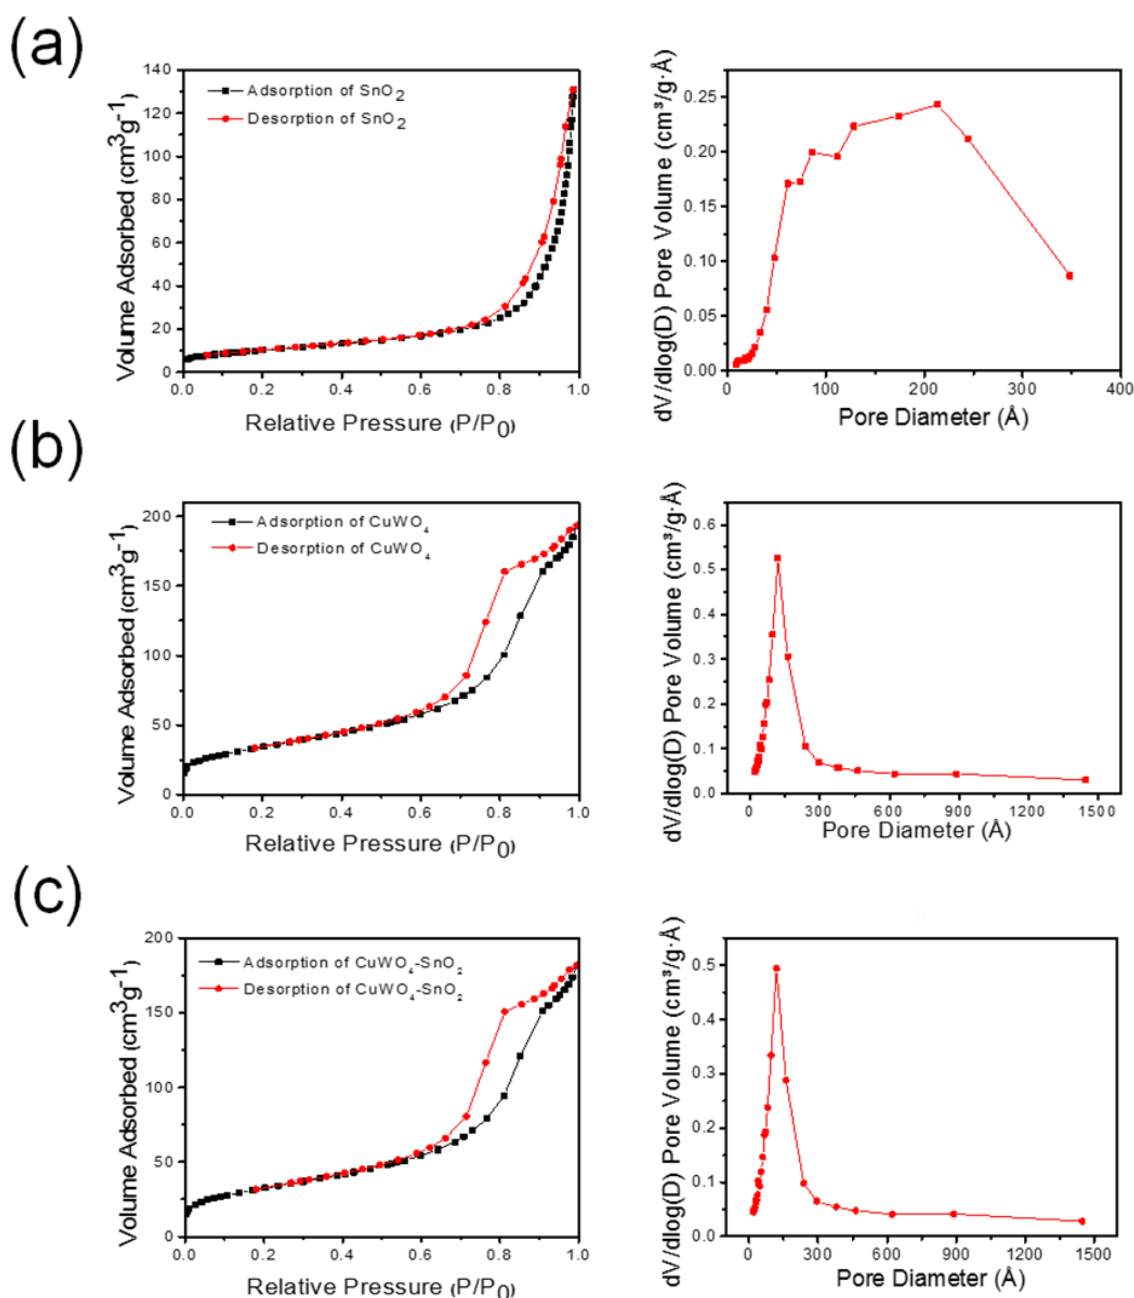 (a)
140
120
100
80
60
40
20
0
Volume Adsorbed (cm³g⁻¹)
Adsorption of SnO₂
Desorption of SnO₂
0.0 0.2 0.4 0.6 0.8 1.0
Relative Pressure (P/P₀)
0.25
0.20
0.15
0.10
0.05
0.00
dV/dlog(D) Pore Volume (cm³/g·Å)
0 100 200 300 400
Pore Diameter (Å)
(b)
200
150
100
50
0
Volume Adsorbed (cm³g⁻¹)
Adsorption of CuWO₄
Desorption of CuWO₄
0.0 0.2 0.4 0.6 0.8 1.0
Relative Pressure (P/P₀)
0.6
0.5
0.4
0.3
0.2
0.1
0.0
dV/dlog(D) Pore Volume (cm³/g·Å)
0 300 600 900 1200 1500
Pore Diameter (Å)
(c)
200
150
100
50
0
Volume Adsorbed (cm³g⁻¹)
Adsorption of CuWO₄-SnO₂
Desorption of CuWO₄-SnO₂
0.0 0.2 0.4 0.6 0.8 1.0
Relative Pressure (P/P₀)
0.5
0.4
0.3
0.2
0.1
0.0
dV/dlog(D) Pore Volume (cm³/g·Å)
0 300 600 900 1200 1500
Pore Diameter (Å)